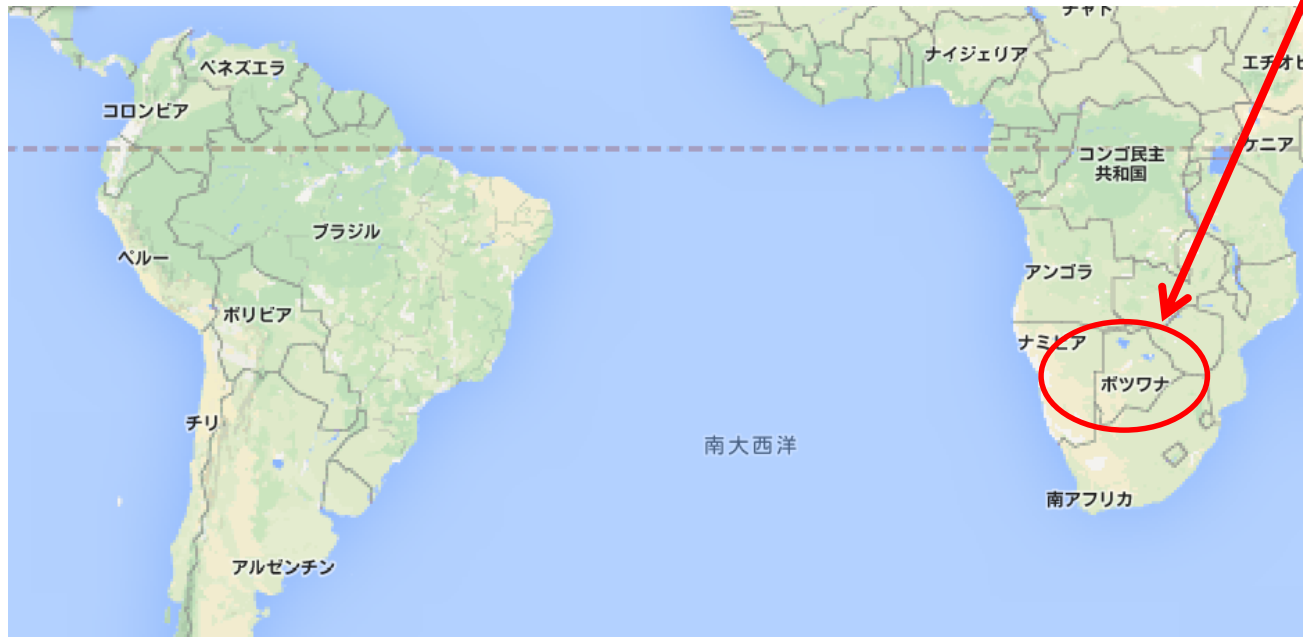 チャド
ベネズエラ
ナイジェリア
エチオピ
コロンビア
コンゴ民主
共和国
ケニア
ブラジル
ペルー
アンゴラ
ボリビア
ナミビア
ボツワナ
チリ
南大西洋
南アフリカ
アルゼンチン